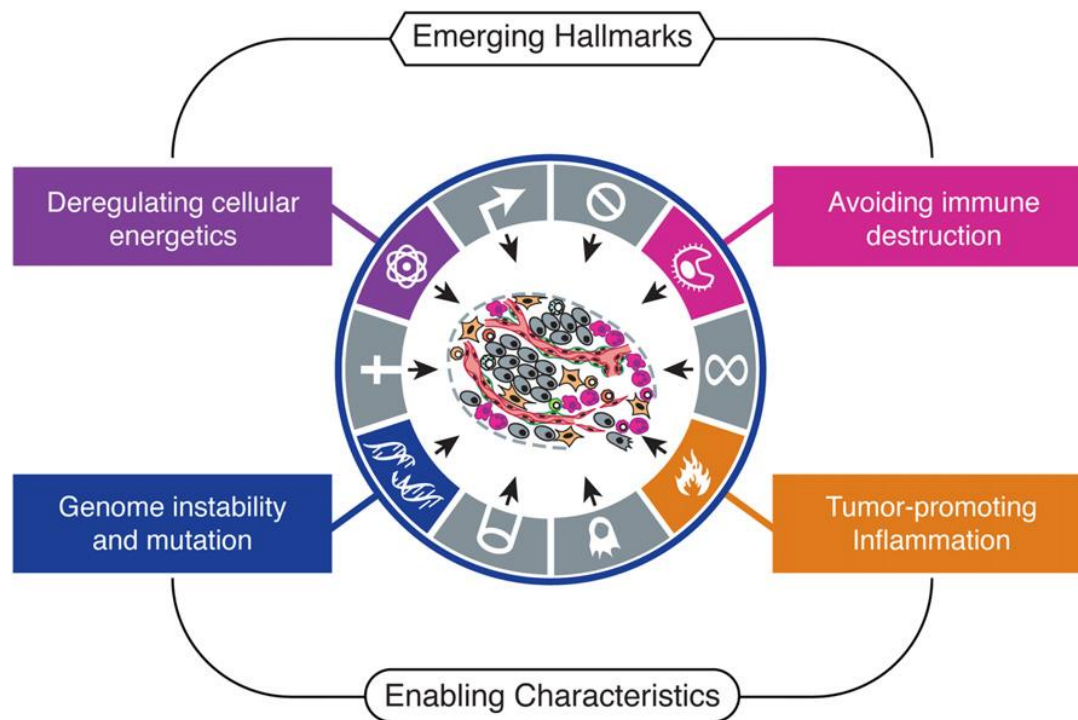 Emerging Hallmarks
Deregulating cellular
energetics
Avoiding immune
destruction
Genome instability
and mutation
Tumor-promoting
Inflammation
Enabling Characteristics